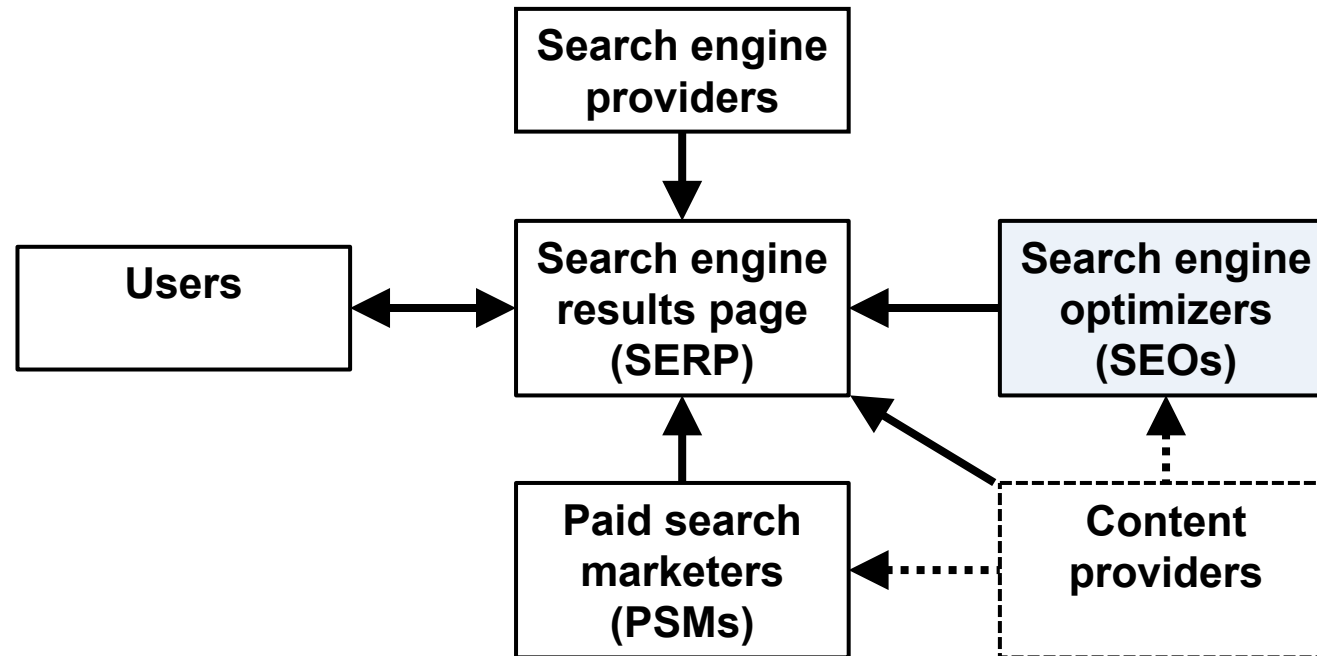 Search engine
providers
Users
Search engine
results page
(SERP)
Search engine
optimizers
(SEOs)
Paid search
marketers
(PSMs)
Content
providers